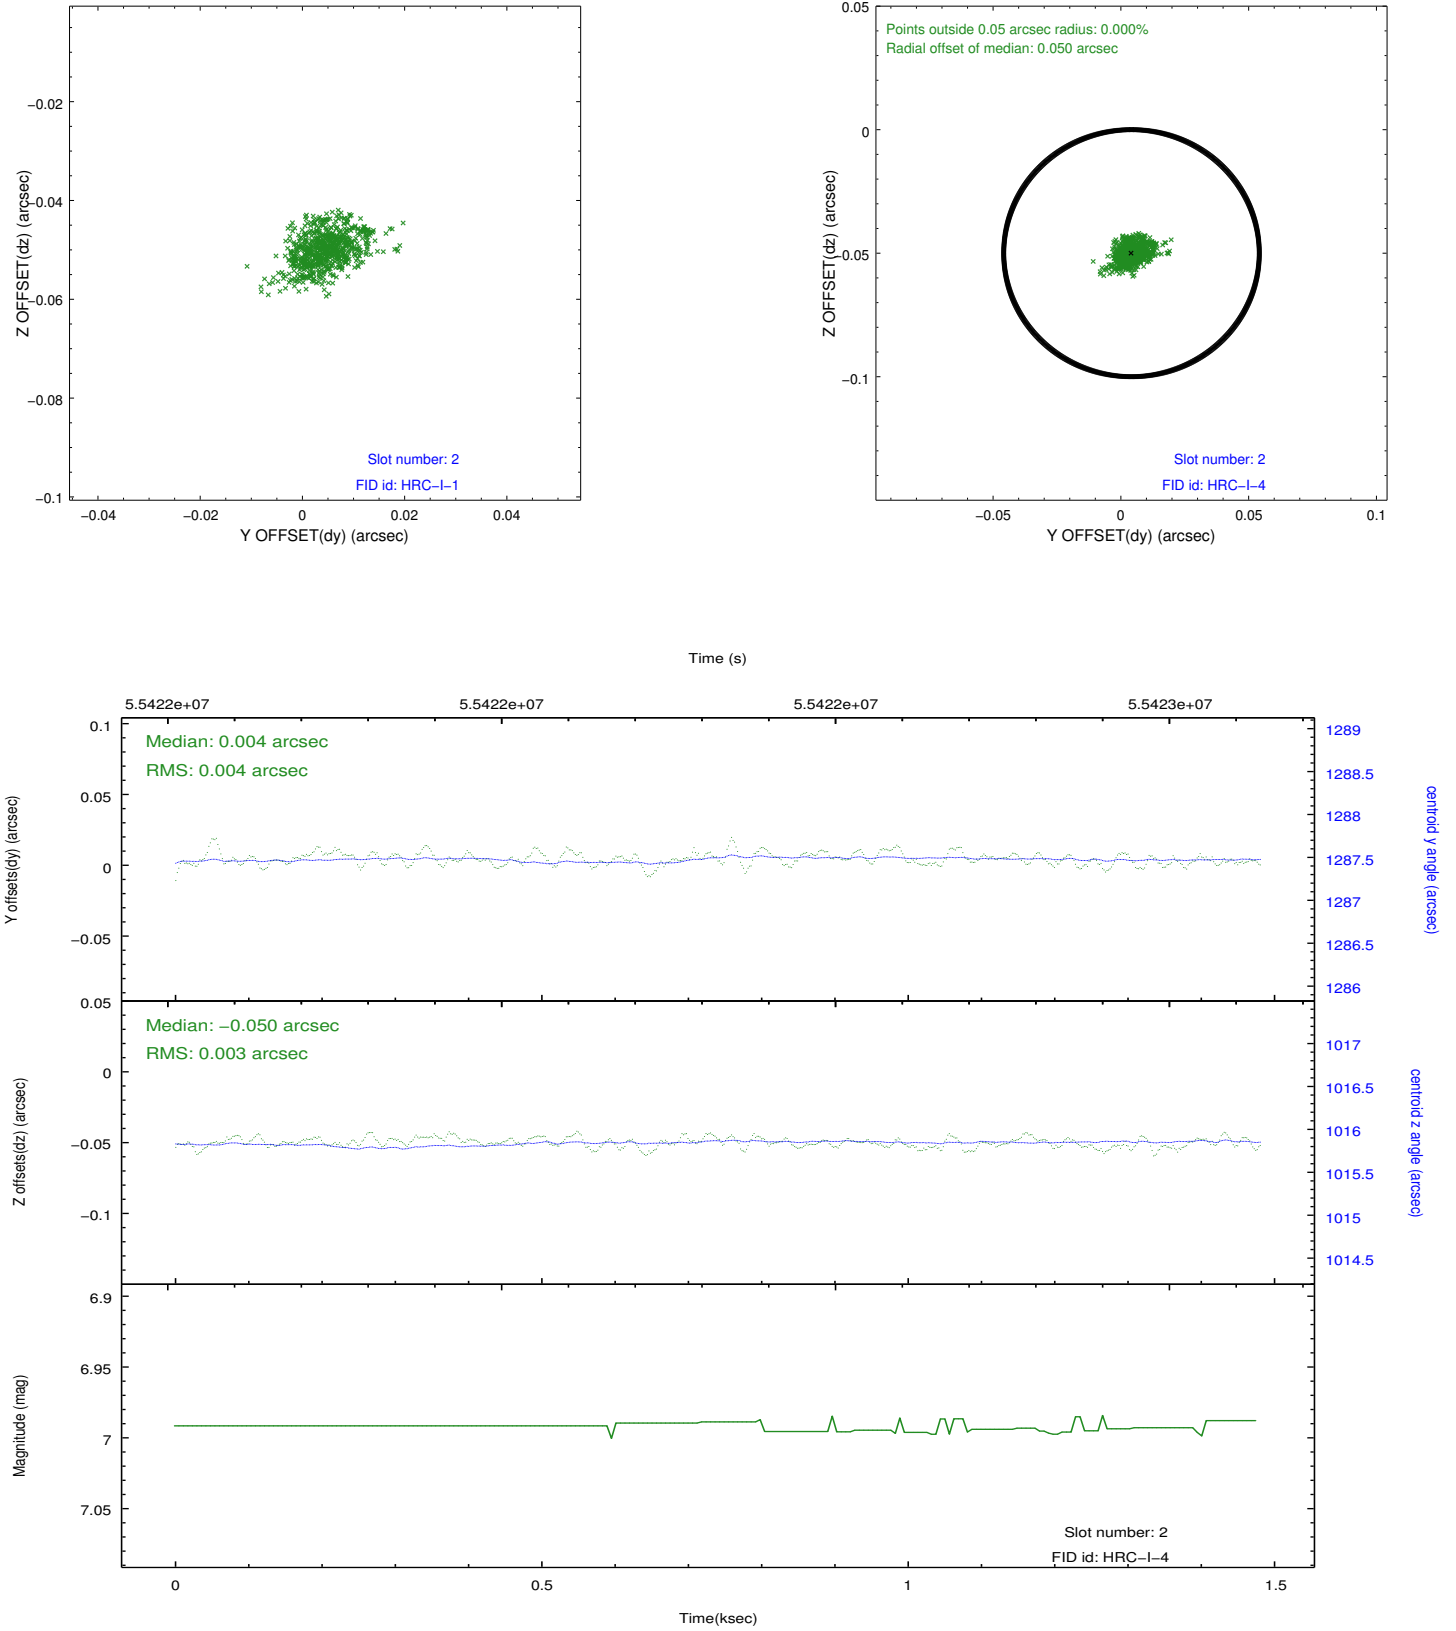 −0.02
−0.04
−0.06
−0.08
−0.1
Z OFFSET(dz) (arcsec)
Slot number: 2
FID id: HRC−I−1
−0.04
−0.02
0
0.02
0.04
Y OFFSET(dy) (arcsec)
0.05
0
−0.05
−0.1
Z OFFSET(dz) (arcsec)
Points outside 0.05 arcsec radius: 0.000%
Radial offset of median: 0.050 arcsec
Slot number: 2
FID id: HRC−I−4
−0.05
0
0.05
0.1
Y OFFSET(dy) (arcsec)
Time (s)
5.5422e+07
5.5422e+07
5.5422e+07
5.5423e+07
0.1
0.05
0
−0.05
Y offsets(dy) (arcsec)
Median: 0.004 arcsec
RMS: 0.004 arcsec
1289
1288.5
1288
1287.5
1287
1286.5
1286
centroid y angle (arcsec)
0.05
0
−0.05
−0.1
Z offsets(dz) (arcsec)
Median: −0.050 arcsec
RMS: 0.003 arcsec
1017
1016.5
1016
1015.5
1015
1014.5
centroid z angle (arcsec)
6.9
6.95
7
7.05
Magnitude (mag)
Slot number: 2
FID id: HRC−I−4
0
0.5
1
1.5
Time(ksec)